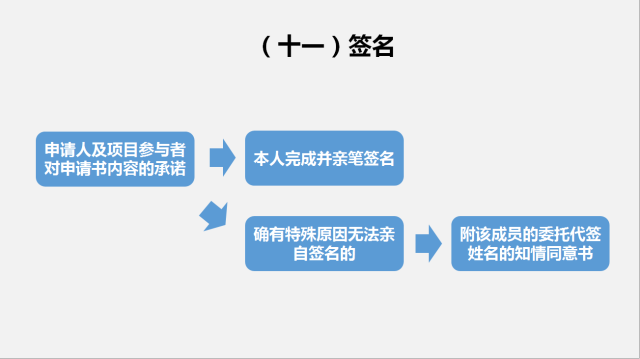 （十一）签名
申请人及项目参与者
对申请书内容的承诺
本人完成并亲笔签名
确有特殊原因无法亲
自签名的
附该成员的委托代签
姓名的知情同意书